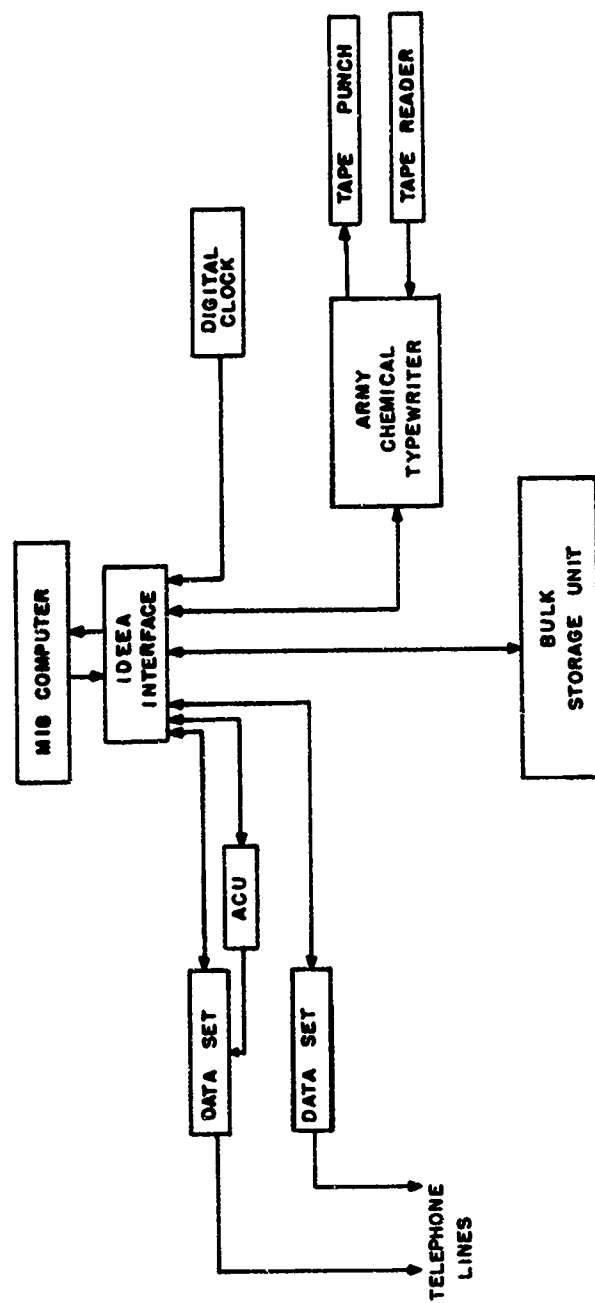 M18 COMPUTER
IDEEA
INTERFACE
DATA SET
DIGITAL
CLOCK
ACU
DATA SET
TAPE PUNCH
ARMY
CHEMICAL
TYPEWRITER
TAPE READER
TELEPHONE
LINES
BULK
STORAGE UNIT